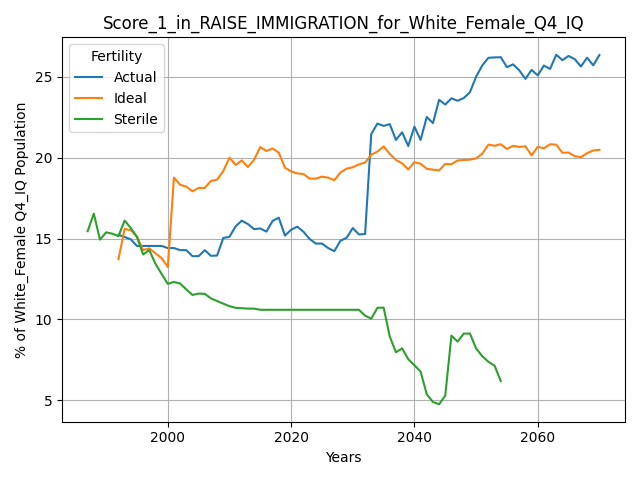 Score_1_in_RAISE_IMMIGRATION_for_White_Female_Q4_IQ
Fertility
Actual
Ideal
Sterile
% of White_Female Q4_IQ Population
25
20
15
10
5
2000 2020 2040 2060
Years